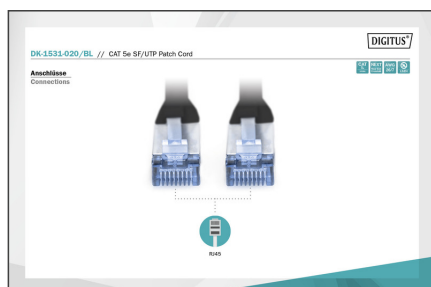 DIGITUS®
DK-1531-020/BL // CAT 5e SF/UTP Patch Cord
Anschlüsse
Connections
RJ45